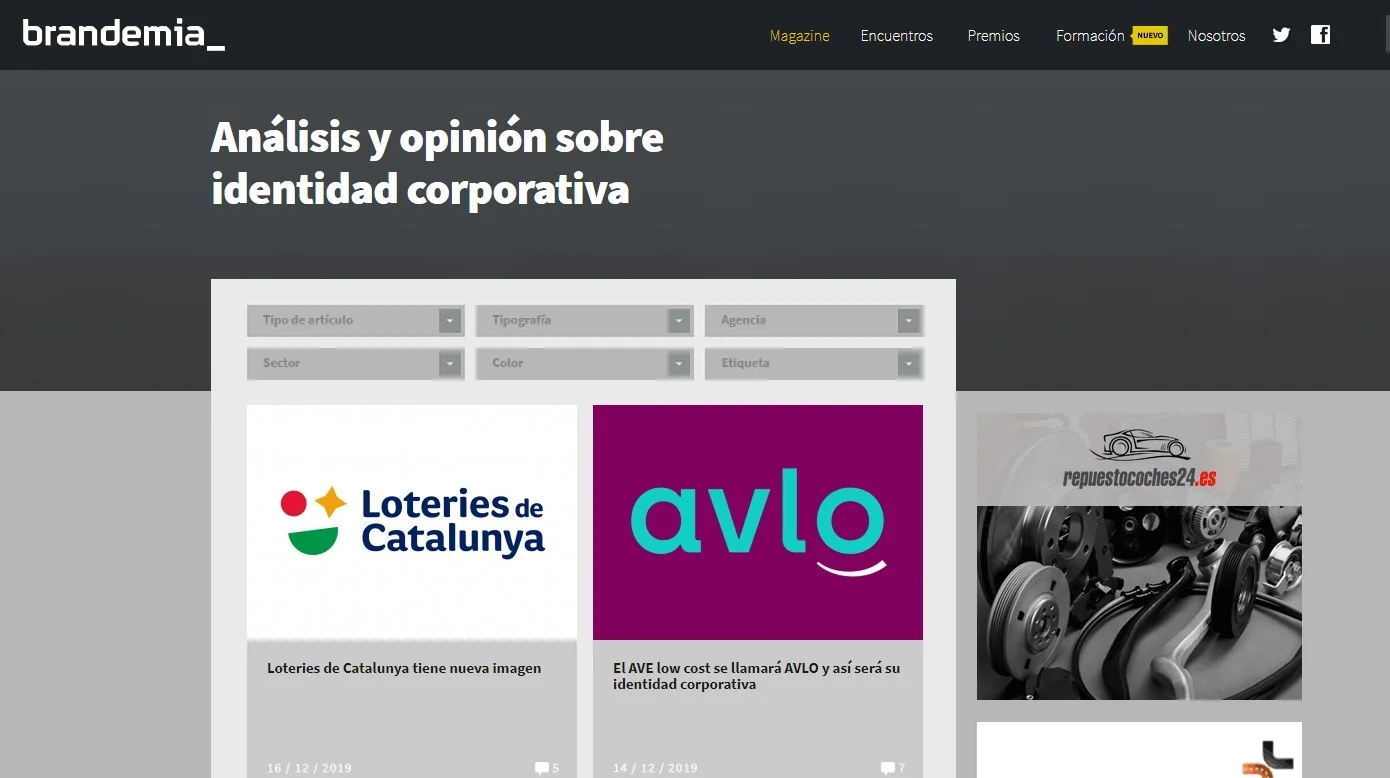 brandemia_
Magazine
Encuentros
Premios
Formación
NUEVO
Nosotros
Análisis y opinión sobre
identidad corporativa
Tipo de artículo
Tipografía
Agencia
Sector
Color
Etiqueta
Loteries de
Catalunya
avlo
repuestocoches24.es
Loteries de Catalunya tiene nueva imagen
El AVE low cost se llamará AVLO y así será su
identidad corporativa
16 / 12 / 2019
5
14 / 12 / 2019
7